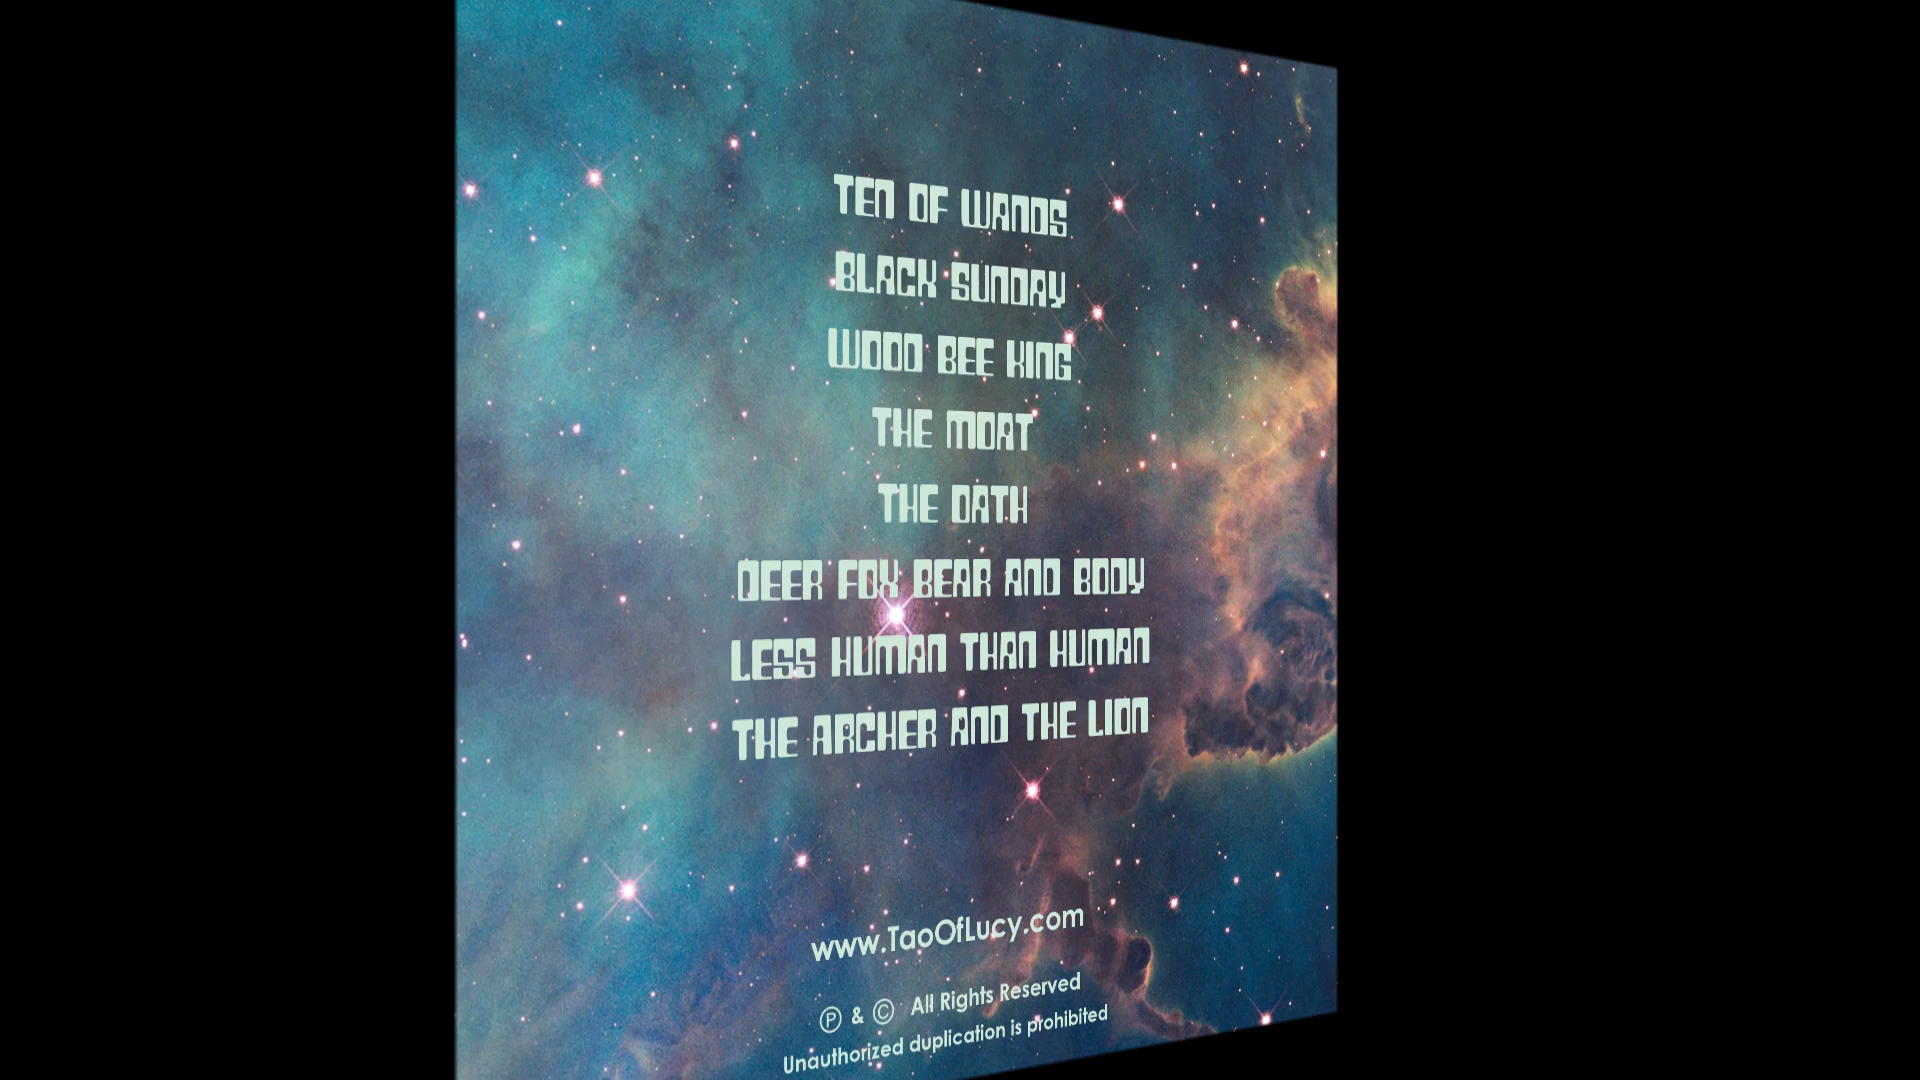 TEN OF WANDS
BLACK SUNDAY
WOOD BEE KING
THE MOAT
THE OATH
DEER FOX BEAR AND BODY
LESS HUMAN THAN HUMAN
THE ARCHER AND THE LION
www.TaoOfLucy.com
Ⓟ & © All Rights Reserved
Unauthorized duplication is prohibited